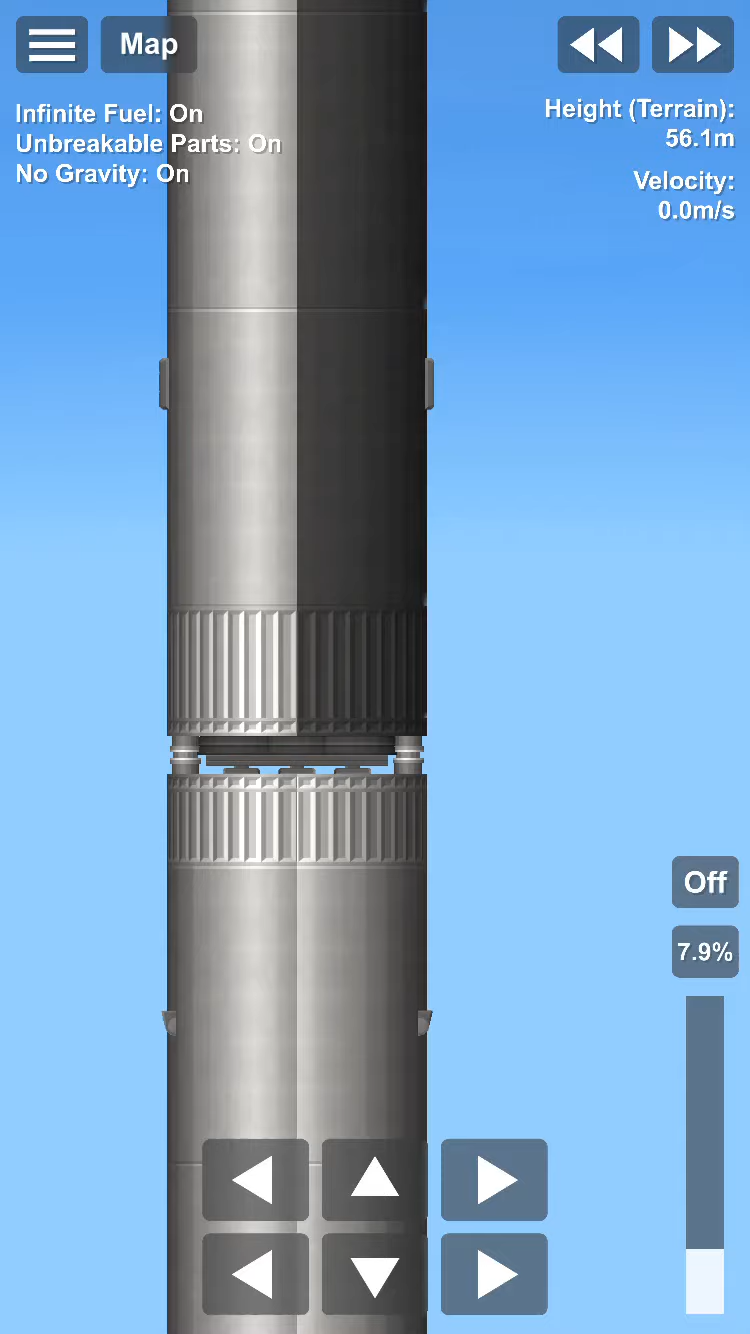 Map
Infinite Fuel: On
Unbreakable Parts: On
No Gravity: On
Height (Terrain):
56.1m
Velocity:
0.0m/s
Off
7.9%